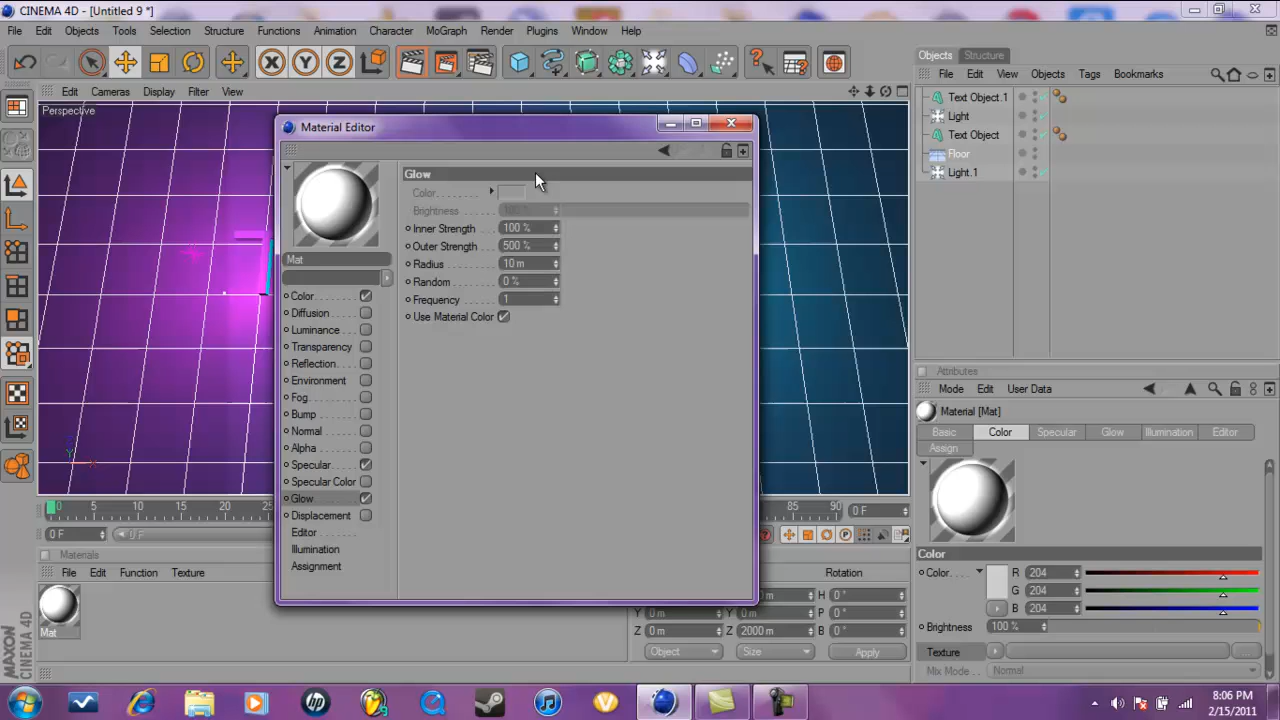 CINEMA 4D - [Untitled 9 *]
File Edit Objects Tools Selection Structure Functions Animation Character MoGraph Render Plugins Window Help
X Y Z
Objects Structure
File Edit View Objects Tags Bookmarks
Text Object.1
Light
Text Object
Floor
Light.1
Edit Cameras Display Filter View
Perspective
Material Editor
Mat
Color
Diffusion
Luminance
Transparency
Reflection
Environment
Fog
Bump
Normal
Alpha
Specular
Specular Color
Glow
Displacement
Editor
Illumination
Assignment
Glow
Color
Brightness 100 %
Inner Strength 100 %
Outer Strength 500 %
Radius 10 m
Random 0 %
Frequency 1
Use Material Color
Y
X
0 5 10 15 20 25 85 90 0 F
0 F 0 F
Materials
File Edit Function Texture
Mat
Rotation
H 0 °
Y 0 m Y 0 m P 0 °
Z 0 m Z 2000 m B 0 °
Object Size Apply
Attributes
Mode Edit User Data
Material [Mat]
Basic Color Specular Glow Illumination Editor
Assign
Color
Color R 204
G 204
B 204
Brightness 100 %
Texture
Mix Mode Normal
MAXON
CINEMA 4D
hp
8:06 PM
2/15/2011